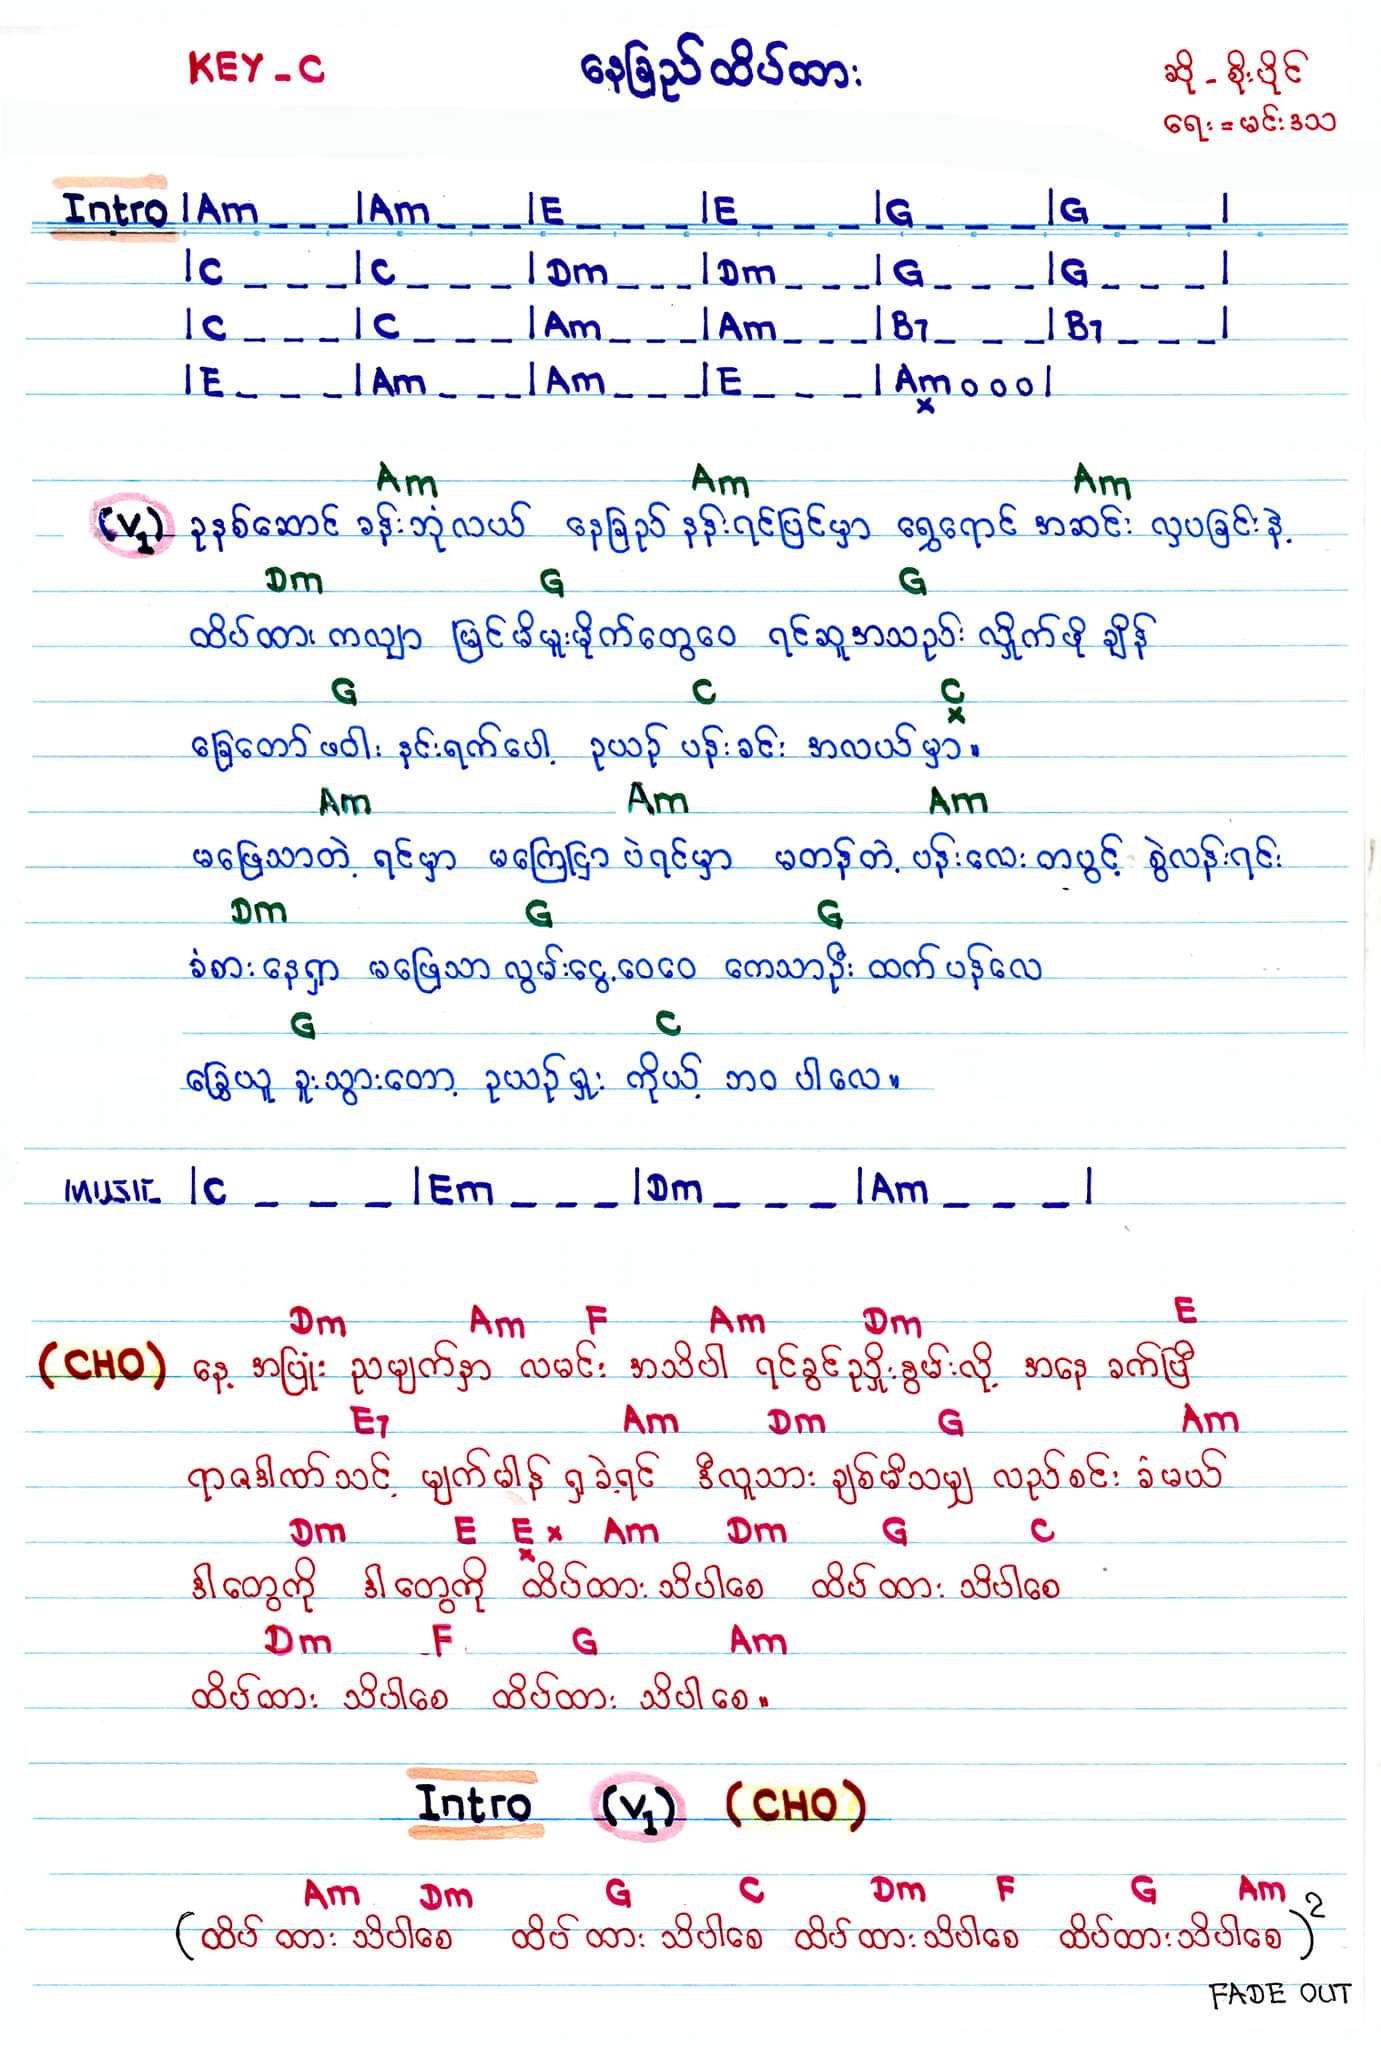 KEY - C
နေခြည်ထိပ်ထား
ဆို - စိုးပိုင်
ရေး = မင်းဒသ
Intro |Am _ _ _ |Am _ _ _ |E _ _ _ |E _ _ _ |G _ _ _ |G _ _ _ |
|C _ _ _ |C _ _ _ |Dm _ _ _ |Dm _ _ _ |G _ _ _ |G _ _ _ |
|C _ _ _ |C _ _ _ |Am _ _ _ |Am _ _ _ |B7 _ _ _ |B7 _ _ _ |
|E _ _ _ |Am _ _ _ |Am _ _ _ |E _ _ _ |Am o o o |
x
Am Am Am
(V1) ခုနစ်ဆောင် ခန်းဘုံလယ် နေခြည် နန်းရင်ပြင်မှာ ရွှေရောင် အဆင်း လှပခြင်းနဲ့
Dm G G
ထိပ်ထား ကလျာ မြင်မိမူးမိုက်တွေဝေ ရင်ဆူအသည်း လှိုက်ဖို ချိန်
G C C
x
ခြေတော် ဖဝါး နင်းရက်ပေါ့ ဥယဉ် ပန်းခင်း အလယ်မှာ။
Am Am Am
မဖြေသာတဲ့ ရင်မှာ မကြေငြာ ပဲရင်မှာ မတန်တဲ့ ပန်းလေး တပွင့် စွဲလန်းရင်း
Dm G G
ခံစားနေရှာ မဖြေသာ လွမ်းငွေ့ဝေဝေ ကေသာဦး ထက် ပန်လေ
G C
ခြွေယူ ခူးသွားတော့ ဥယဉ်မှူး ကိုယ့် ဘဝ ပါလေ။
MUSIC |C _ _ _ |Em _ _ _ |Dm _ _ _ |Am _ _ _ |
Dm Am F Am Dm E
(CHO) နေ့ အပြုံး ညမျက်နှာ လမင်း အသိပါ ရင်ခွင်ဥှိုးနွမ်းလို့ အနေ ခက်ပြီ
E7 Am Dm G Am
ရာဇဒါဏ်သင့် မျက်မါန် ရှခဲ့ရင် ဒီလူသား ချစ်မိသမျှ လည်စင်း ခံမယ်
Dm E E x Am Dm G C
x
ဒါတွေကို ဒါတွေကို ထိပ်ထား သိပါစေ ထိပ်ထား သိပါစေ
Dm F G Am
ထိပ်ထား သိပါစေ ထိပ်ထား သိပါစေ။
Intro (V1) (CHO)
Am Dm G C Dm F G Am
(ထိပ်ထားသိပါစေ ထိပ်ထားသိပါစေ ထိပ်ထားသိပါစေ ထိပ်ထားသိပါစေ)²
FADE OUT